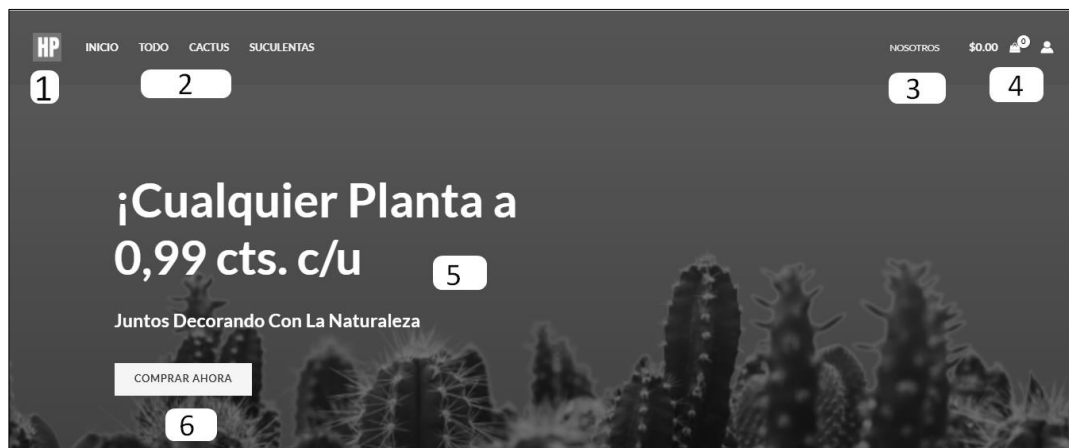 HP INICIO TODO CACTUS SUCULENTAS NOSOTROS $0.00 0
1 2 3 4
¡Cualquier Planta a
0,99 cts. c/u
5
Juntos Decorando Con La Naturaleza
COMPRAR AHORA
6